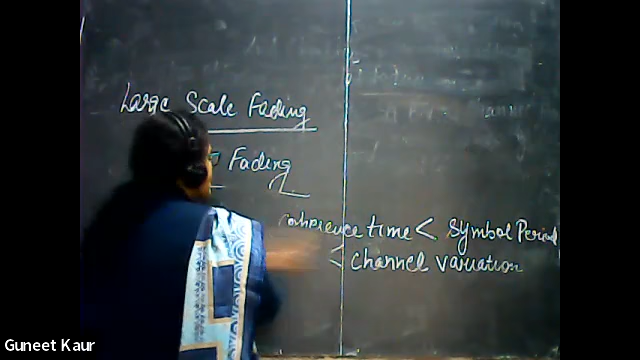 Large Scale Fading
Fading
Coherence time < Symbol Period
< Channel variation
Guneet Kaur